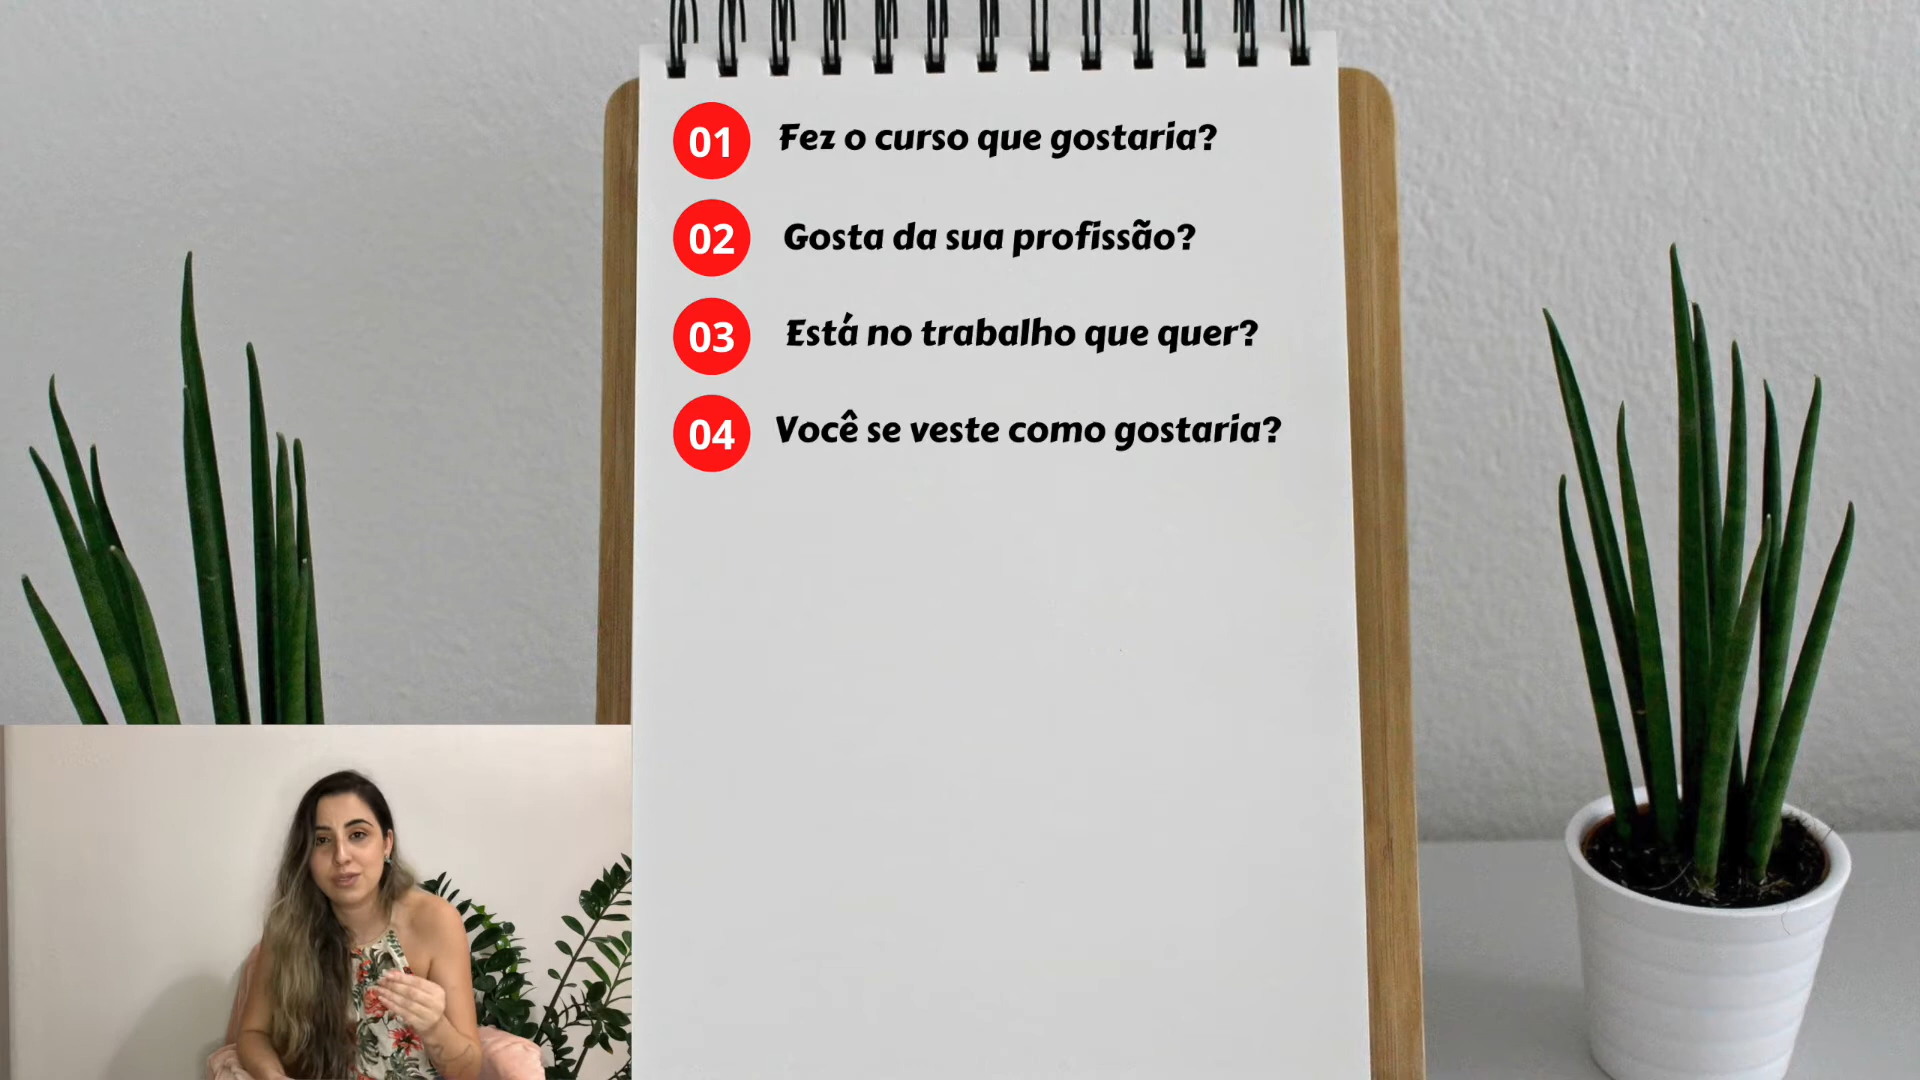 01 Fez o curso que gostaria?
02 Gosta da sua profissão?
03 Está no trabalho que quer?
04 Você se veste como gostaria?